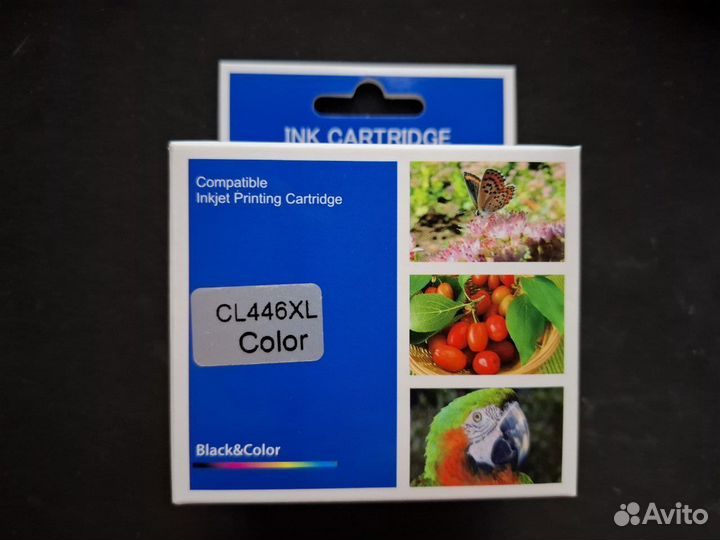 INK CARTRIDGE
Compatible
Inkjet Printing Cartridge
CL446XL
Color
Black&Color
Avito